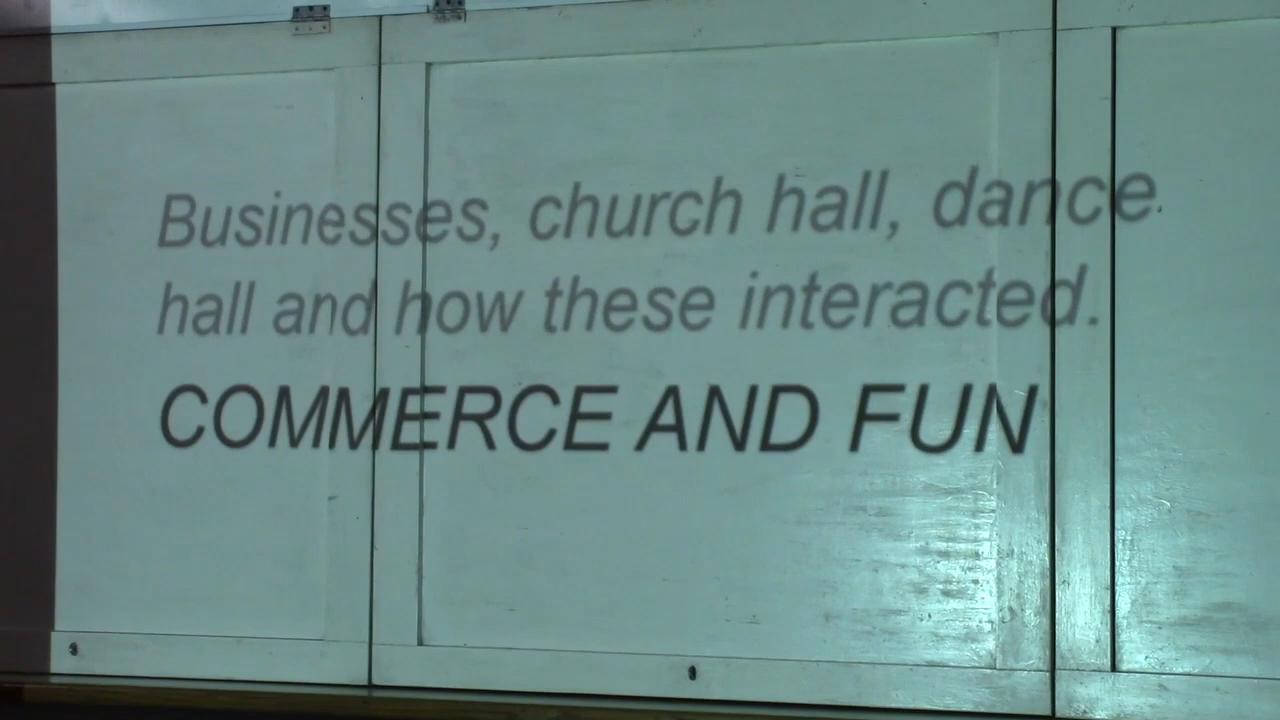 Businesses, church hall, dance
hall and how these interacted.
COMMERCE AND FUN